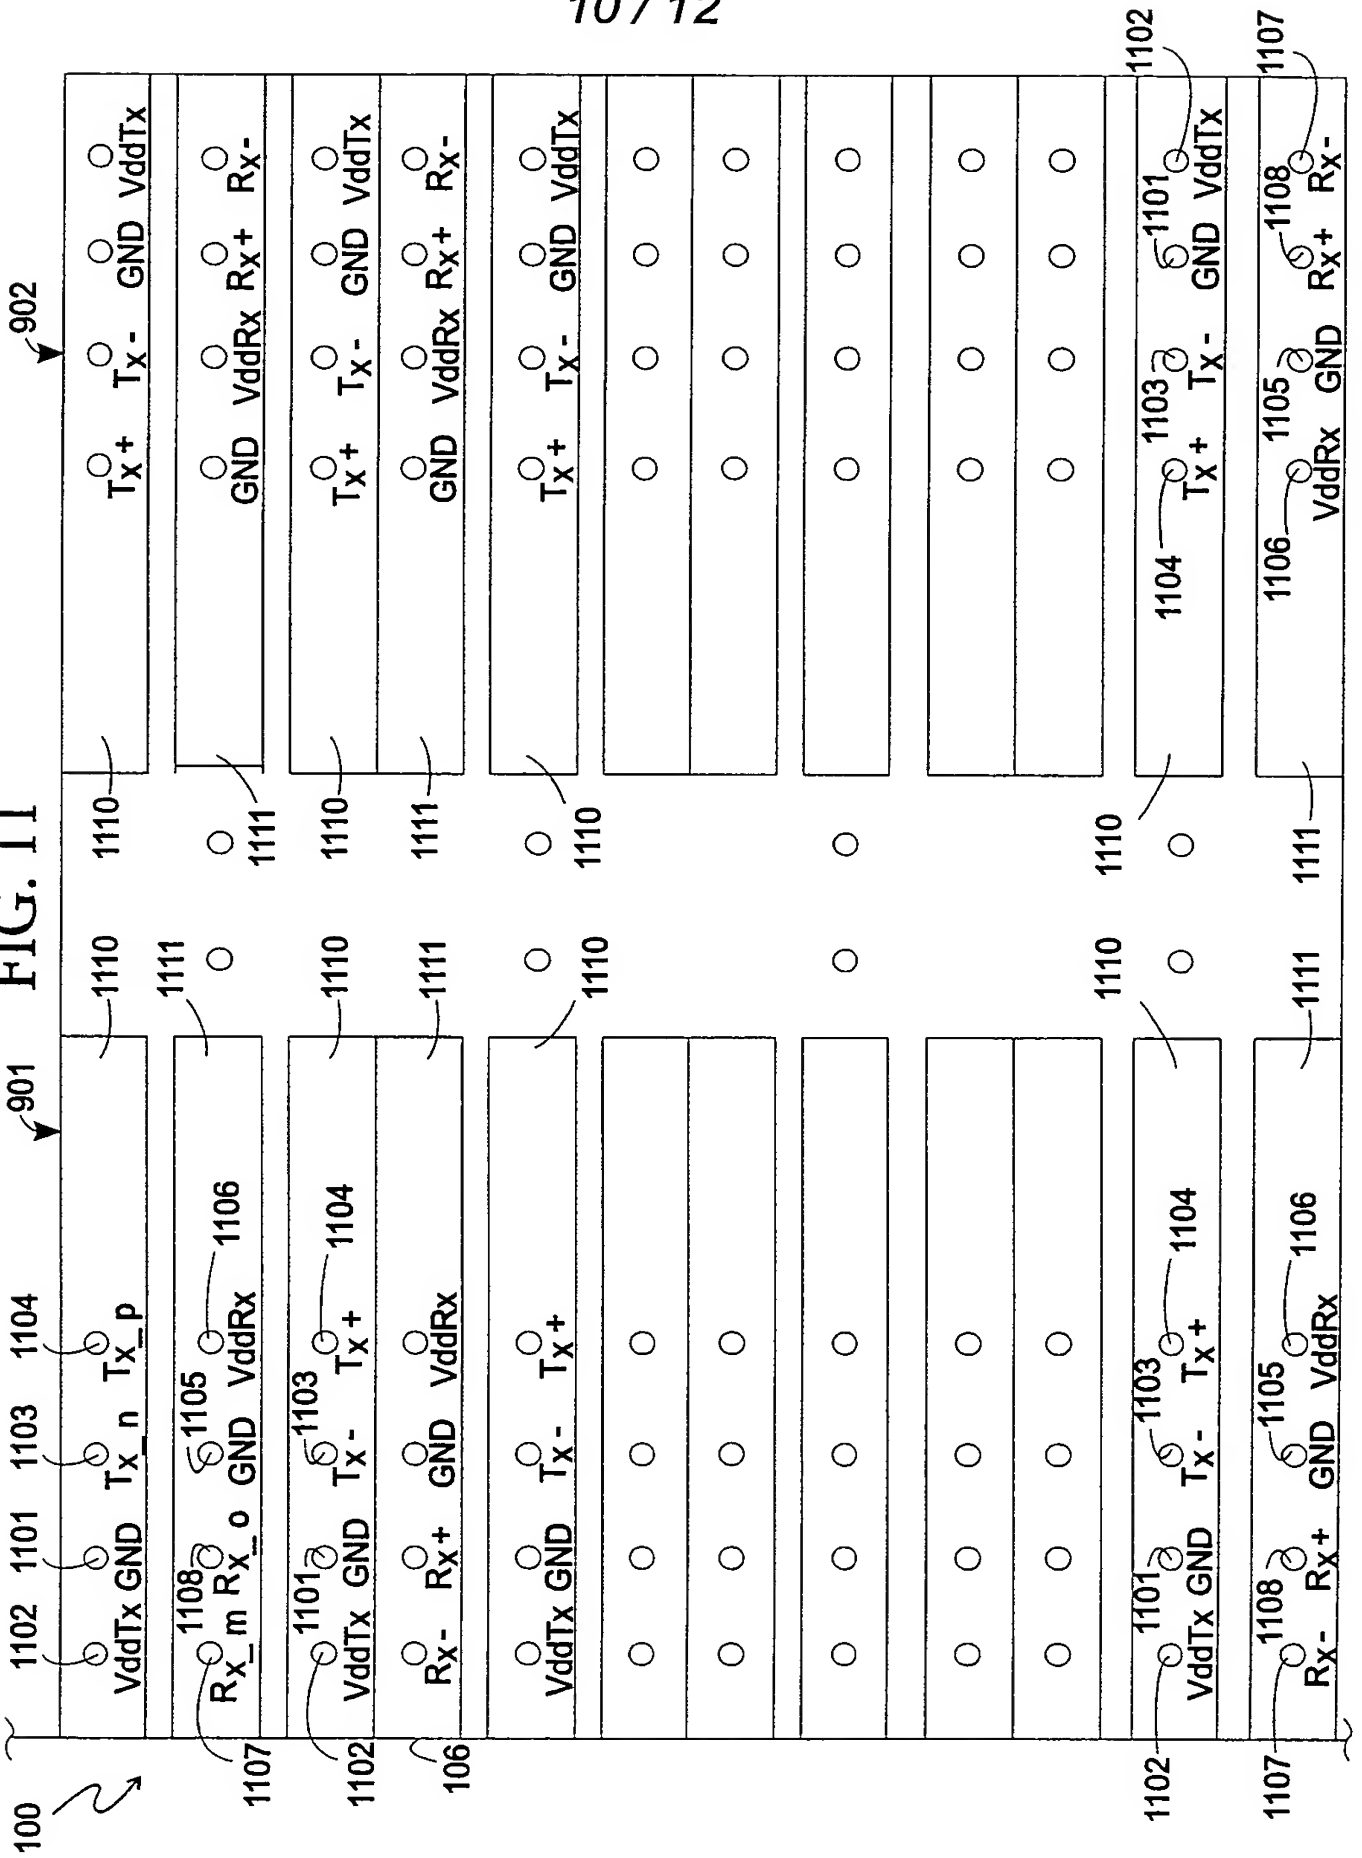 10 / 12
FIG. 11
100
1102 1101 1103 1104 901 902
1110 1110
VddTx GND Tx_n Tx_p Tx+ Tx- GND VddTx
1108 1105 1106 1111 1111
Rx_m Rx_o GND VddRx GND VddRx Rx+ Rx-
1107
1101 1103 1104 1110 1110
VddTx GND Tx- Tx+ Tx+ Tx- GND VddTx
1102
1111 1111
Rx- Rx+ GND VddRx GND VddRx Rx+ Rx-
106
VddTx GND Tx- Tx+ Tx+ Tx- GND VddTx
1110 1110
1102 1101 1103 1104 1110 1110 1104 1103 1101 1102
VddTx GND Tx- Tx+ Tx+ Tx- GND VddTx
1107 1108 1105 1106 1111 1111 1106 1105 1108 1107
Rx- Rx+ GND VddRx VddRx GND Rx+ Rx-